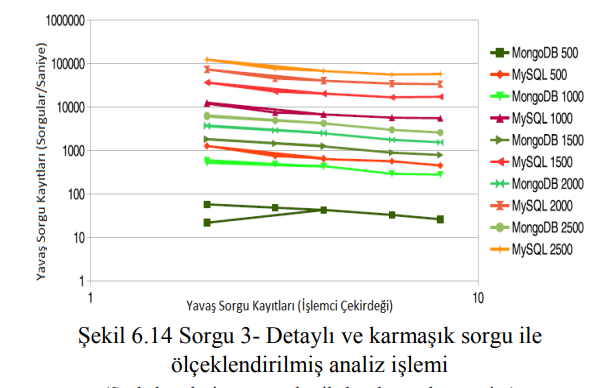 1000000
100000
10000
1000
100
10
1
1
10
Yavaş Sorgu Kayıtları (Sorgular/Saniye)
Yavaş Sorgu Kayıtları (İşlemci Çekirdeği)
MongoDB 500
MySQL 500
MongoDB 1000
MySQL 1000
MongoDB 1500
MySQL 1500
MongoDB 2000
MySQL 2000
MongoDB 2500
MySQL 2500
Şekil 6.14 Sorgu 3- Detaylı ve karmaşık sorgu ile
ölçeklendirilmiş analiz işlemi